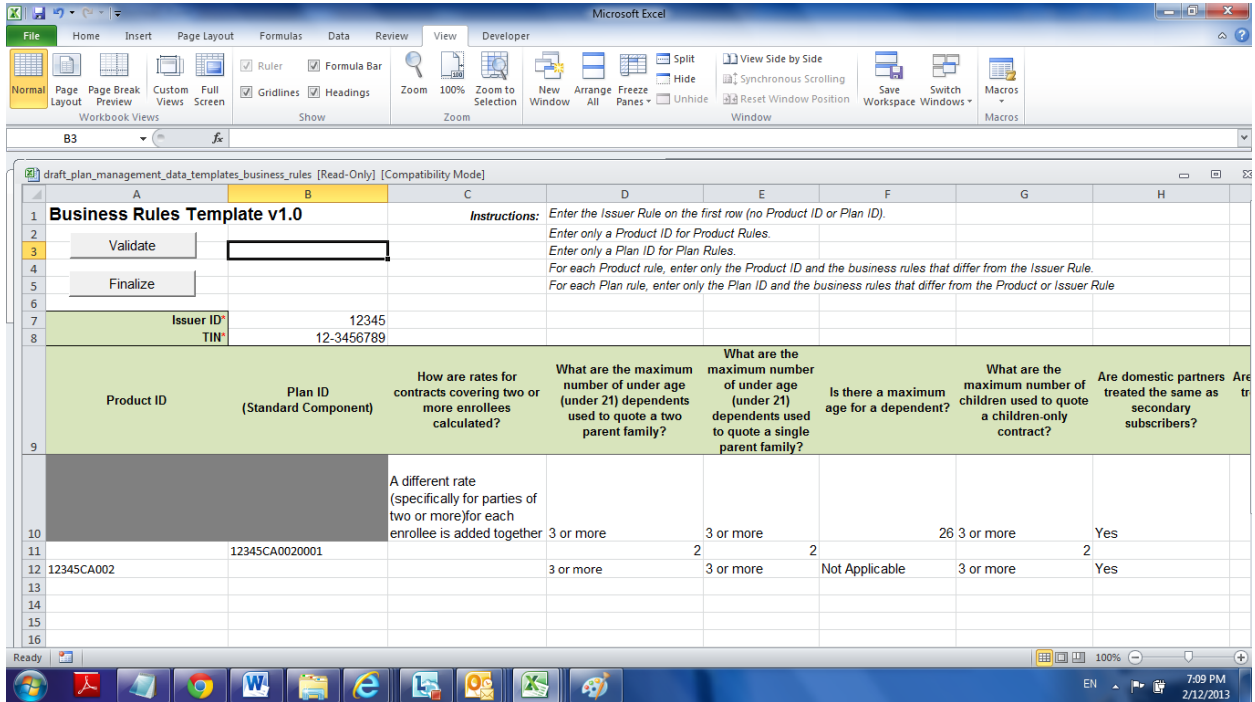 Microsoft Excel
File Home Insert Page Layout Formulas Data Review View Developer
Normal Page Layout Page Break Preview Custom Views Full Screen
Workbook Views
Ruler Formula Bar
Gridlines Headings
Show
Zoom 100% Zoom to Selection
Zoom
New Window Arrange All Freeze Panes
Split
Hide
Unhide
View Side by Side
Synchronous Scrolling
Reset Window Position
Window
Save Workspace Switch Windows
Macros
Macros
B3 fx
draft_plan_management_data_templates_business_rules [Read-Only] [Compatibility Mode]
A B C D E F G H
1 Business Rules Template v1.0 Instructions: Enter the Issuer Rule on the first row (no Product ID or Plan ID).
2 Enter only a Product ID for Product Rules.
Validate
3 Enter only a Plan ID for Plan Rules.
4 For each Product rule, enter only the Product ID and the business rules that differ from the Issuer Rule.
Finalize
5 For each Plan rule, enter only the Plan ID and the business rules that differ from the Product or Issuer Rule
6
7 Issuer ID* 12345
8 TIN* 12-3456789
9
Product ID
Plan ID
(Standard Component)
How are rates for
contracts covering two or
more enrollees
calculated?
What are the maximum
number of under age
(under 21) dependents
used to quote a two
parent family?
What are the
maximum number
of under age
(under 21)
dependents used
to quote a single
parent family?
Is there a maximum
age for a dependent?
What are the
maximum number of
children used to quote
a children-only
contract?
Are domestic partners
treated the same as
secondary
subscribers?
Are
tr
A different rate
(specifically for parties of
two or more)for each
10 enrollee is added together 3 or more 3 or more 26 3 or more Yes
11 12345CA0020001 2 2 2
12 12345CA002 3 or more 3 or more Not Applicable 3 or more Yes
13
14
15
16
Ready 100%
EN 7:09 PM
2/12/2013